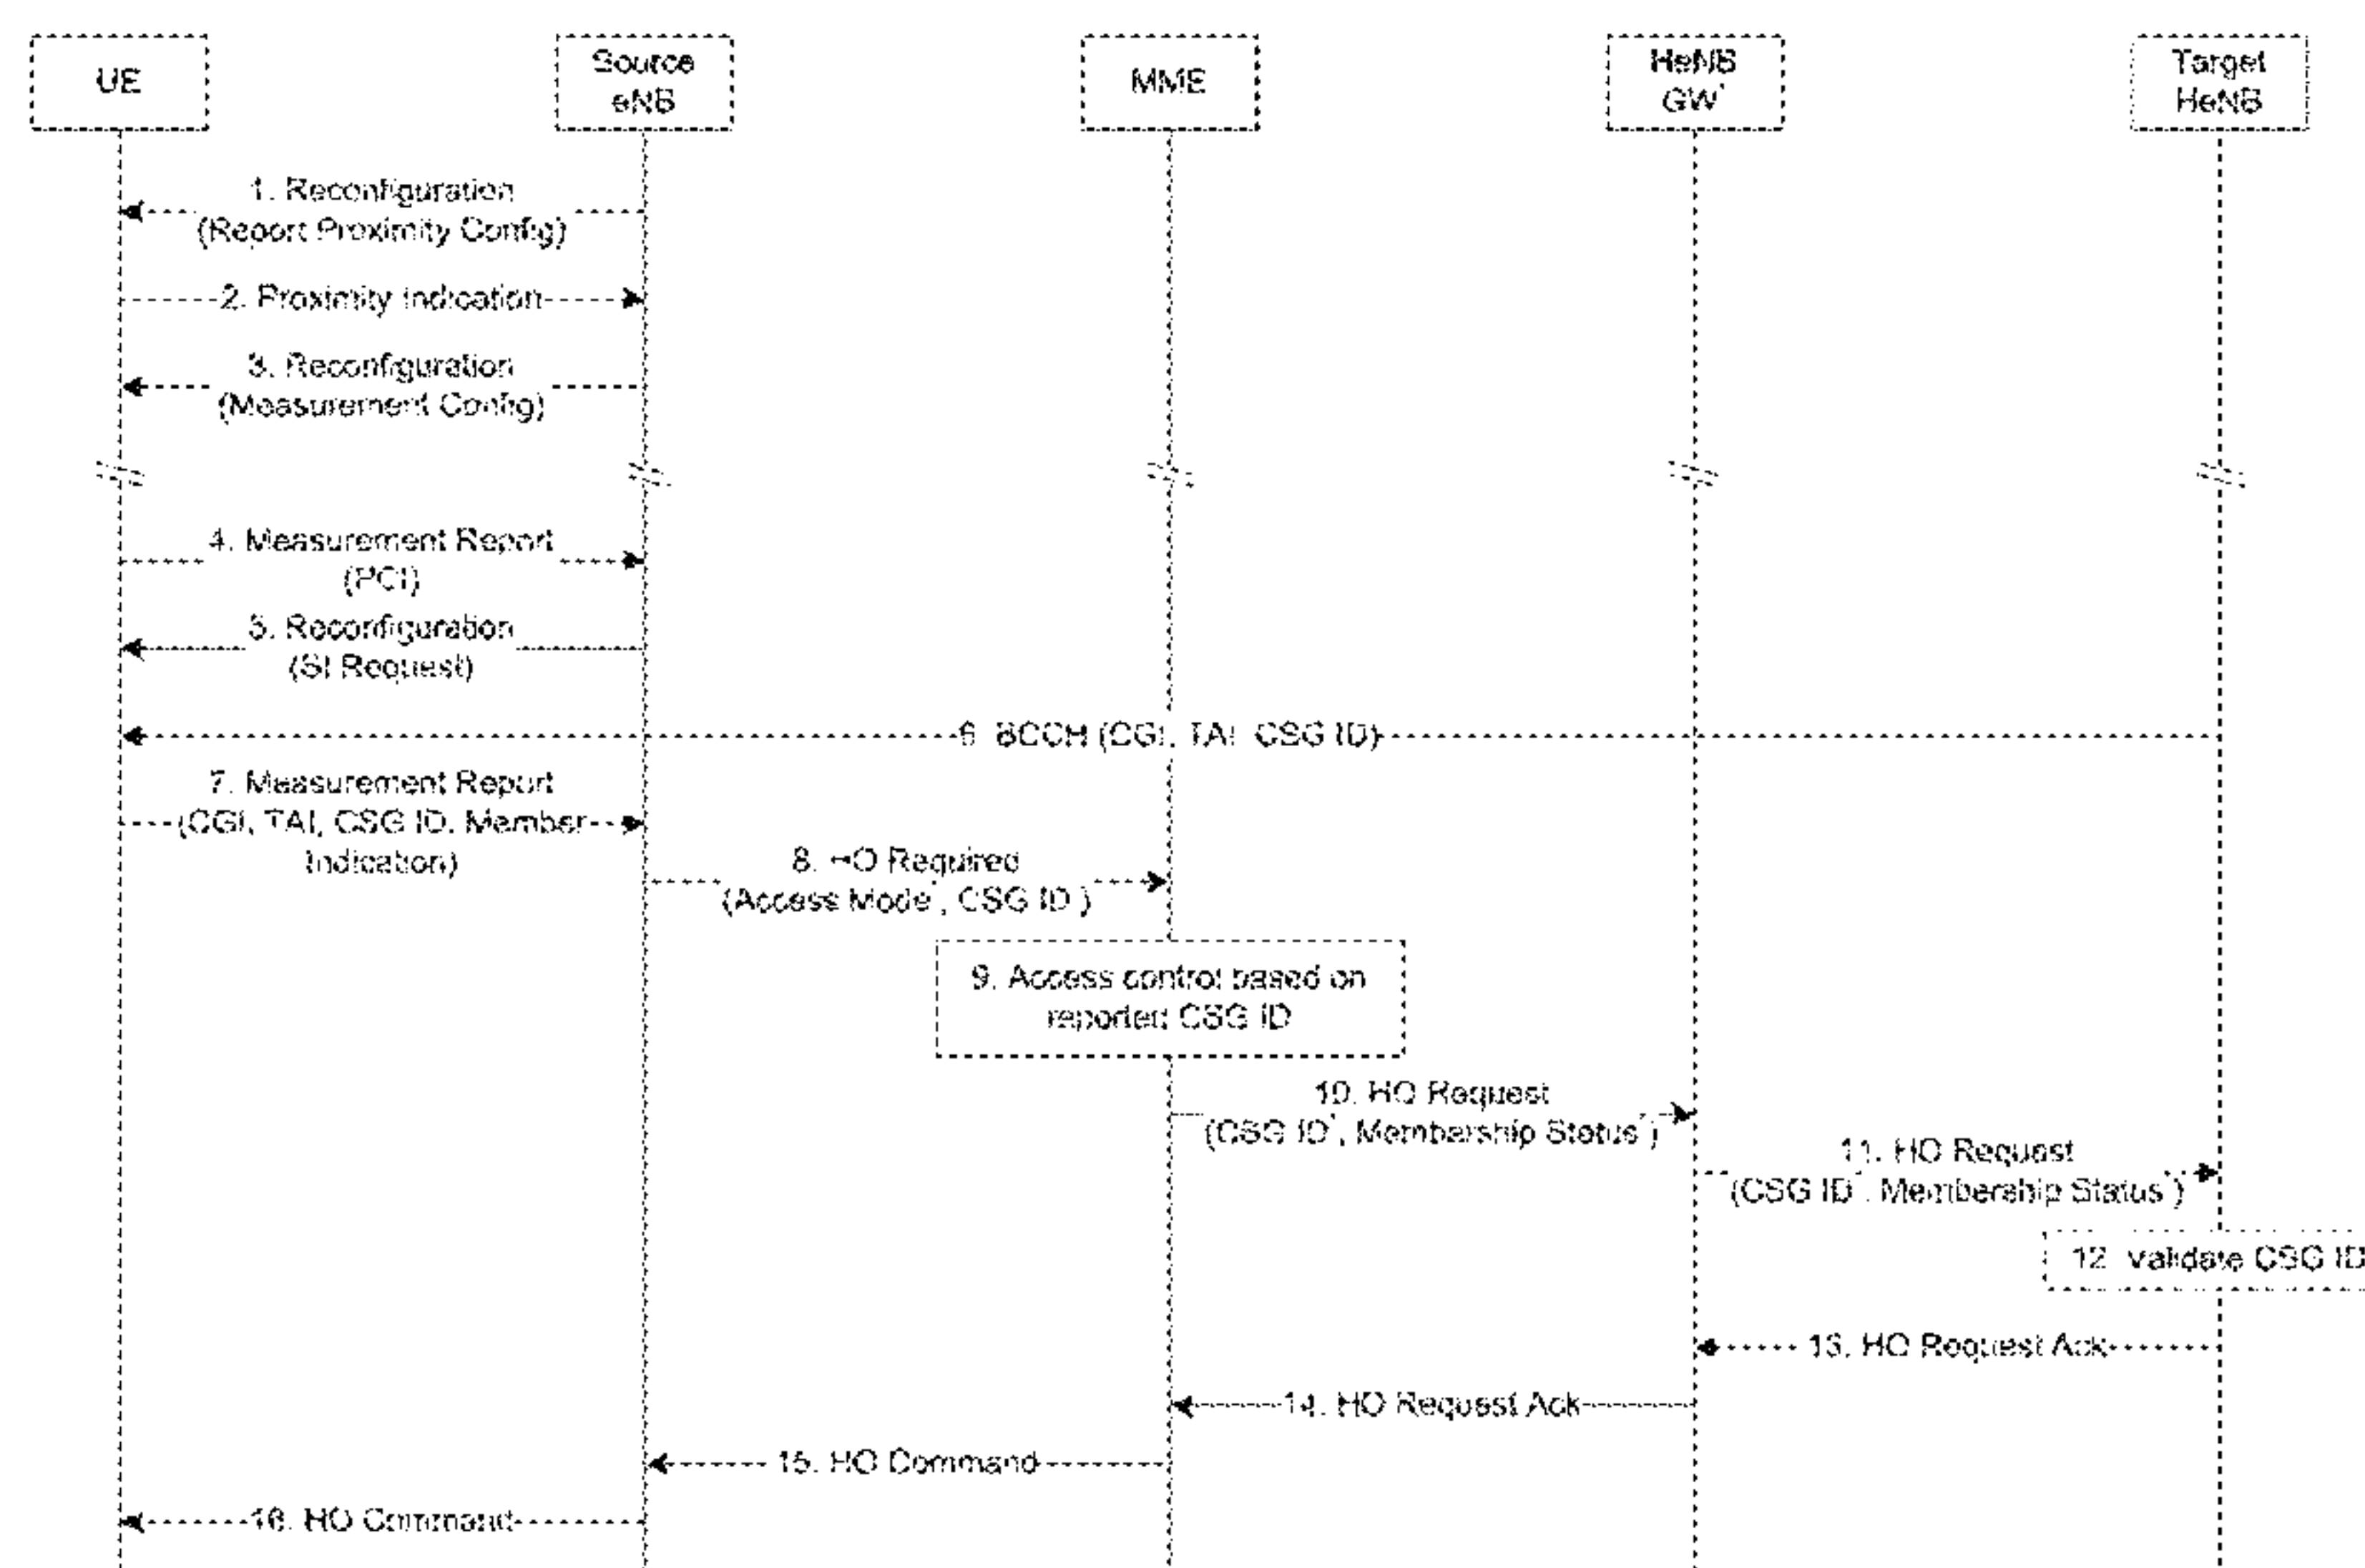 UE
Source
eNB
MME
HeNB
GW*
Target
HeNB
1. Reconfiguration
(Report Proximity Config)
2. Proximity Indication
3. Reconfiguration
(Measurement Config)
4. Measurement Report
(PCI)
5. Reconfiguration
(SI Request)
6. BCCH (CGI, TAI, CSG ID)
7. Measurement Report
(CGI, TAI, CSG ID, Member
Indication)
8. HO Required
(Access Mode*, CSG ID*)
9. Access control based on
reported CSG ID
10. HO Request
(CSG ID*, Membership Status*)
11. HO Request
(CSG ID*, Membership Status*)
12. Validate CSG ID
13. HO Request Ack
14. HO Request Ack
15. HO Command
16. HO Command